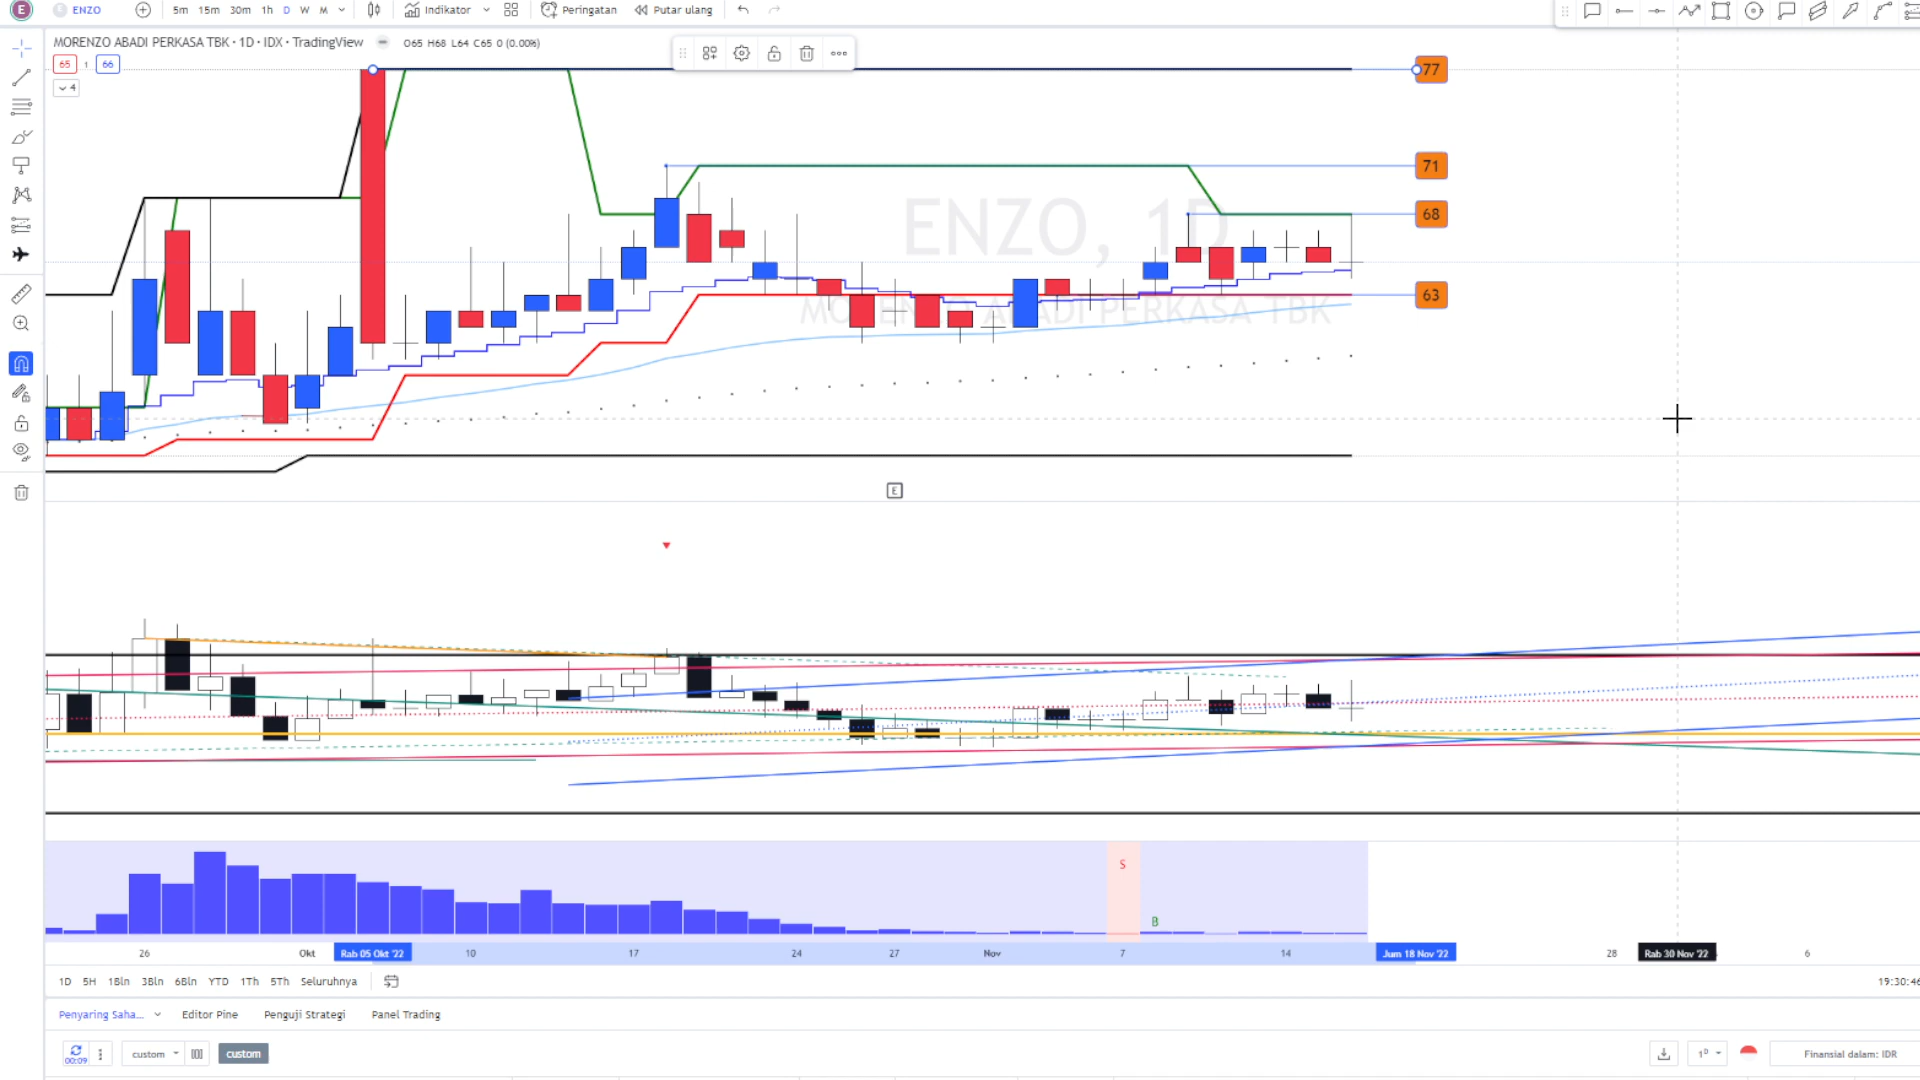 E ENZO 5m 15m 30m 1h D W M Indikator Peringatan Putar ulang
MORENZO ABADI PERKASA TBK · 1D · IDX · TradingView O65 H68 L64 C65 0 (0.00%)
65 1 66
4
77
71
68
63
ENZO, 1D
MORENZO ABADI PERKASA TBK
E
S
B
26 Okt Rab 05 Okt '22 10 17 24 27 Nov 7 14 Jum 18 Nov '22 28 Rab 30 Nov '22 6
1D 5H 1Bln 3Bln 6Bln YTD 1Th 5Th Seluruhnya 19:30:46
Penyaring Saha... Editor Pine Penguji Strategi Panel Trading
00:09 custom custom 1D Finansial dalam: IDR